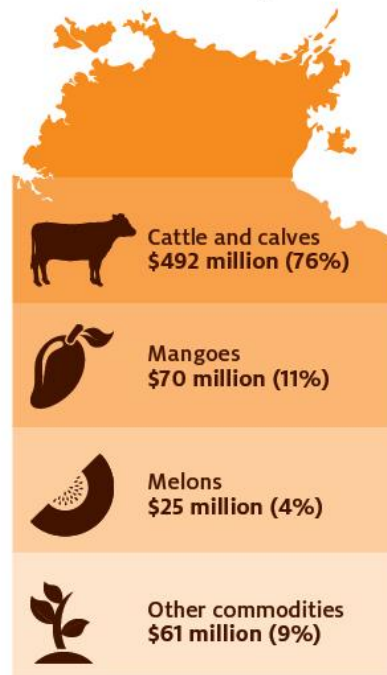 Cattle and calves
$492 million (76%)
Mangoes
$70 million (11%)
Melons
$25 million (4%)
Other commodities
$61 million (9%)